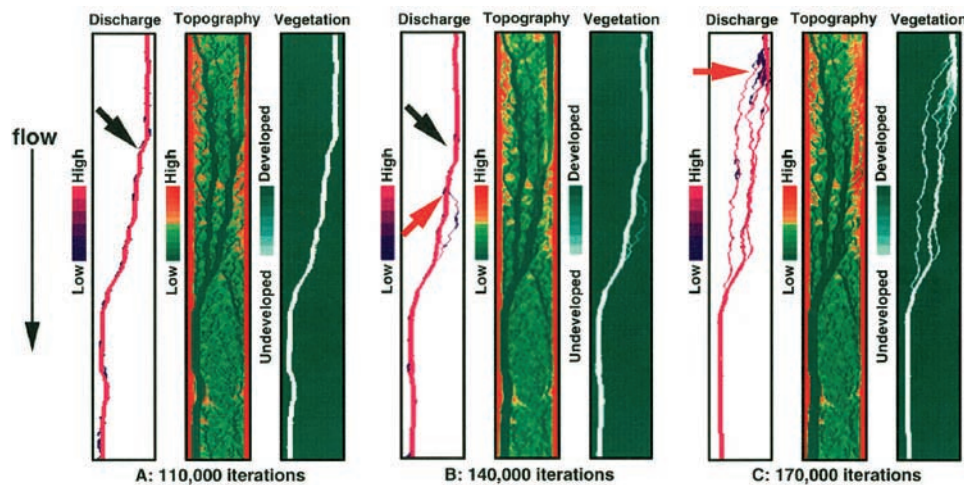 Discharge Topography Vegetation
Discharge Topography Vegetation
Discharge Topography Vegetation
flow
Low High
Low High
Undeveloped Developed
Low High
Low High
Undeveloped Developed
Low High
Low High
Undeveloped Developed
A: 110,000 iterations
B: 140,000 iterations
C: 170,000 iterations